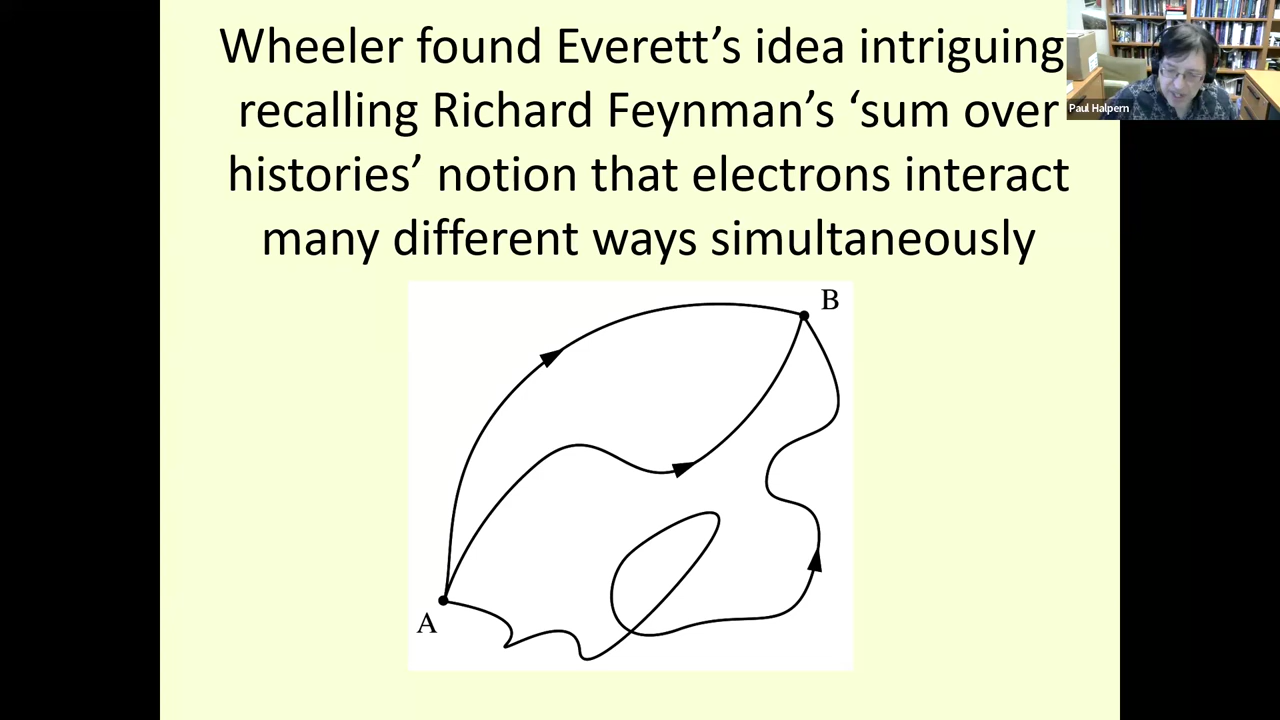 Wheeler found Everett’s idea intriguing
recalling Richard Feynman’s ‘sum over
histories’ notion that electrons interact
many different ways simultaneously
Paul Halpern
B
A